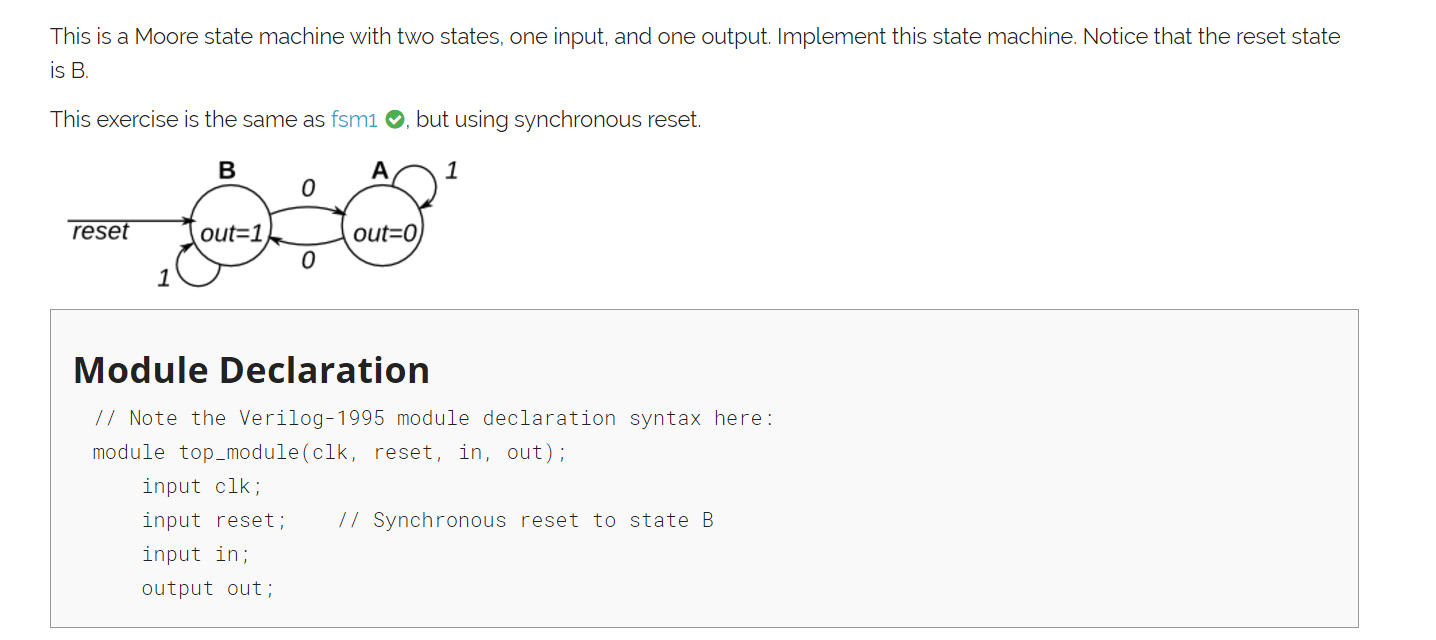 This is a Moore state machine with two states, one input, and one output. Implement this state machine. Notice that the reset state
is B.
This exercise is the same as fsm1 , but using synchronous reset.
B
A
1
0
reset
out=1
out=0
0
1
Module Declaration
// Note the Verilog-1995 module declaration syntax here:
module top_module(clk, reset, in, out);
    input clk;
    input reset;    // Synchronous reset to state B
    input in;
    output out;